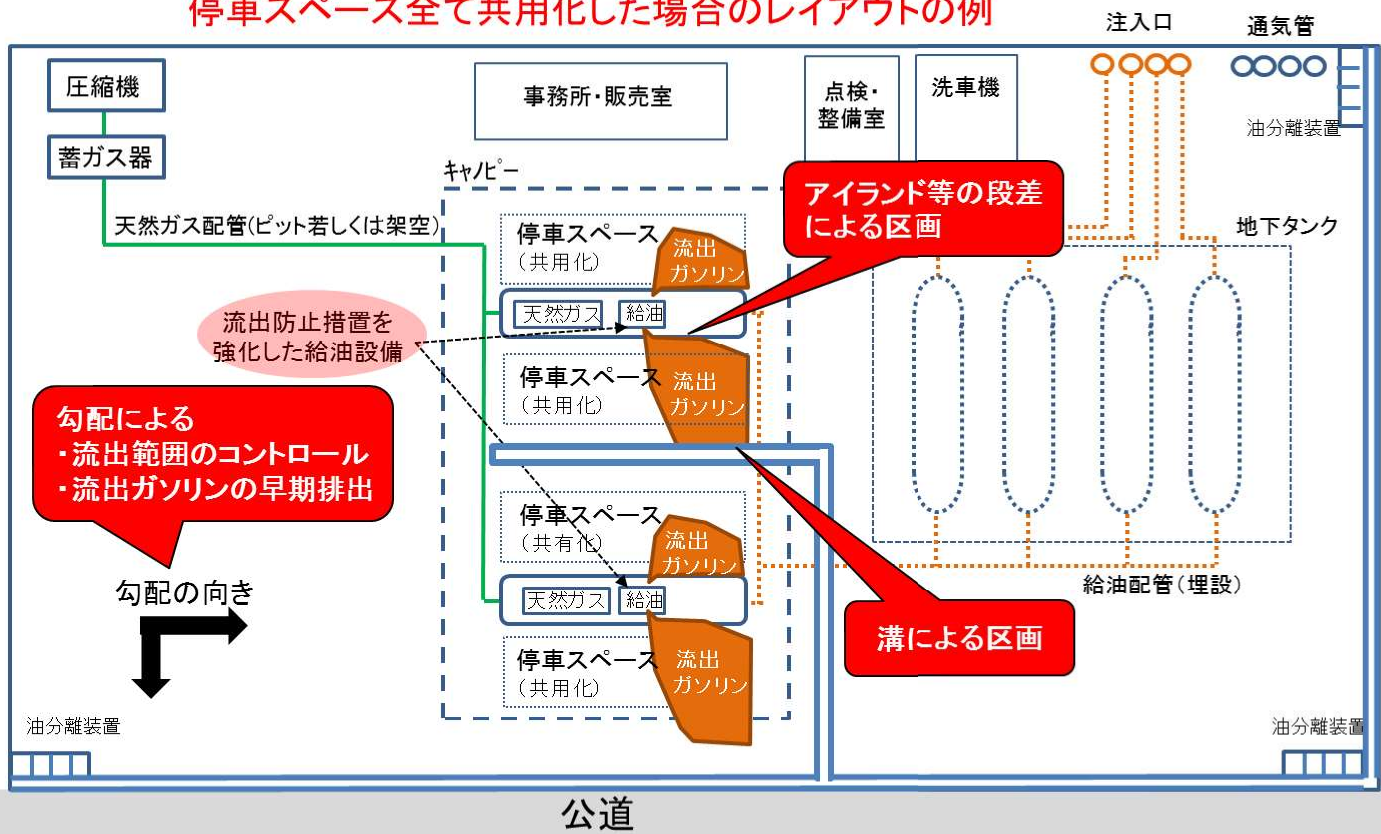 停車スペース全て共用化した場合のレイアウトの例
注入口
通気管
圧縮機
事務所・販売室
点検・
整備室
洗車機
油分離装置
蓄ガス器
キャノピー
アイランド等の段差
による区画
天然ガス配管(ピット若しくは架空)
停車スペース
(共用化)
流出
ガソリン
地下タンク
天然ガス
給油
流出防止措置を
強化した給油設備
停車スペース
(共用化)
流出
ガソリン
勾配による
・流出範囲のコントロール
・流出ガソリンの早期排出
停車スペース
(共有化)
流出
ガソリン
勾配の向き
天然ガス
給油
給油配管(埋設)
溝による区画
停車スペース
(共用化)
流出
ガソリン
油分離装置
油分離装置
公道